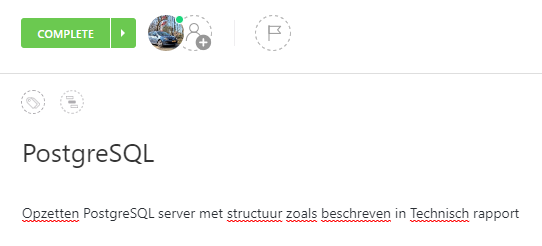 COMPLETE
PostgreSQL
Opzetten PostgreSQL server met structuur zoals beschreven in Technisch rapport